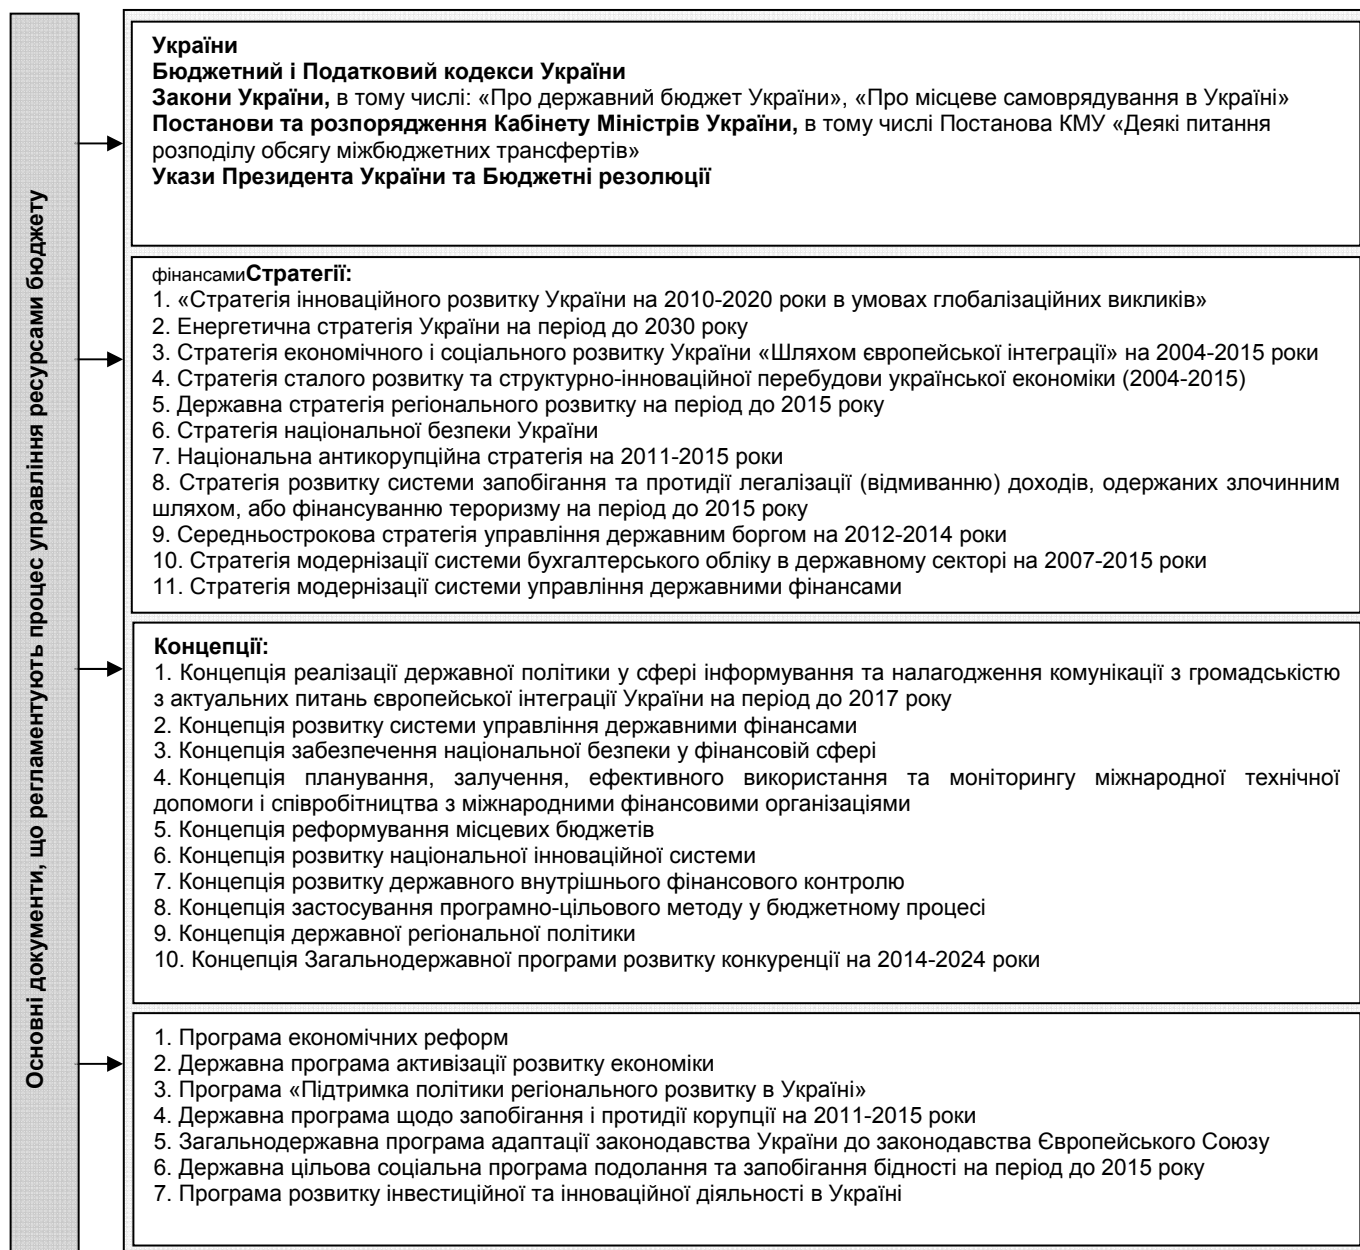 Основні документи, що регламентують процес управління ресурсами бюджету
України
Бюджетний і Податковий кодекси України
Закони України, в тому числі: «Про державний бюджет України», «Про місцеве самоврядування в Україні»
Постанови та розпорядження Кабінету Міністрів України, в тому числі Постанова КМУ «Деякі питання
розподілу обсягу міжбюджетних трансфертів»
Укази Президента України та Бюджетні резолюції
фінансамиСтратегії:
1. «Стратегія інноваційного розвитку України на 2010-2020 роки в умовах глобалізаційних викликів»
2. Енергетична стратегія України на період до 2030 року
3. Стратегія економічного і соціального розвитку України «Шляхом європейської інтеграції» на 2004-2015 роки
4. Стратегія сталого розвитку та структурно-інноваційної перебудови української економіки (2004-2015)
5. Державна стратегія регіонального розвитку на період до 2015 року
6. Стратегія національної безпеки України
7. Національна антикорупційна стратегія на 2011-2015 роки
8. Стратегія розвитку системи запобігання та протидії легалізації (відмиванню) доходів, одержаних злочинним
шляхом, або фінансуванню тероризму на період до 2015 року
9. Середньострокова стратегія управління державним боргом на 2012-2014 роки
10. Стратегія модернізації системи бухгалтерського обліку в державному секторі на 2007-2015 роки
11. Стратегія модернізації системи управління державними фінансами
Концепції:
1. Концепція реалізації державної політики у сфері інформування та налагодження комунікації з громадськістю
з актуальних питань європейської інтеграції України на період до 2017 року
2. Концепція розвитку системи управління державними фінансами
3. Концепція забезпечення національної безпеки у фінансовій сфері
4. Концепція планування, залучення, ефективного використання та моніторингу міжнародної технічної
допомоги і співробітництва з міжнародними фінансовими організаціями
5. Концепція реформування місцевих бюджетів
6. Концепція розвитку національної інноваційної системи
7. Концепція розвитку державного внутрішнього фінансового контролю
8. Концепція застосування програмно-цільового методу у бюджетному процесі
9. Концепція державної регіональної політики
10. Концепція Загальнодержавної програми розвитку конкуренції на 2014-2024 роки
1. Програма економічних реформ
2. Державна програма активізації розвитку економіки
3. Програма «Підтримка політики регіонального розвитку в Україні»
4. Державна програма щодо запобігання і протидії корупції на 2011-2015 роки
5. Загальнодержавна програма адаптації законодавства України до законодавства Європейського Союзу
6. Державна цільова соціальна програма подолання та запобігання бідності на період до 2015 року
7. Програма розвитку інвестиційної та інноваційної діяльності в Україні